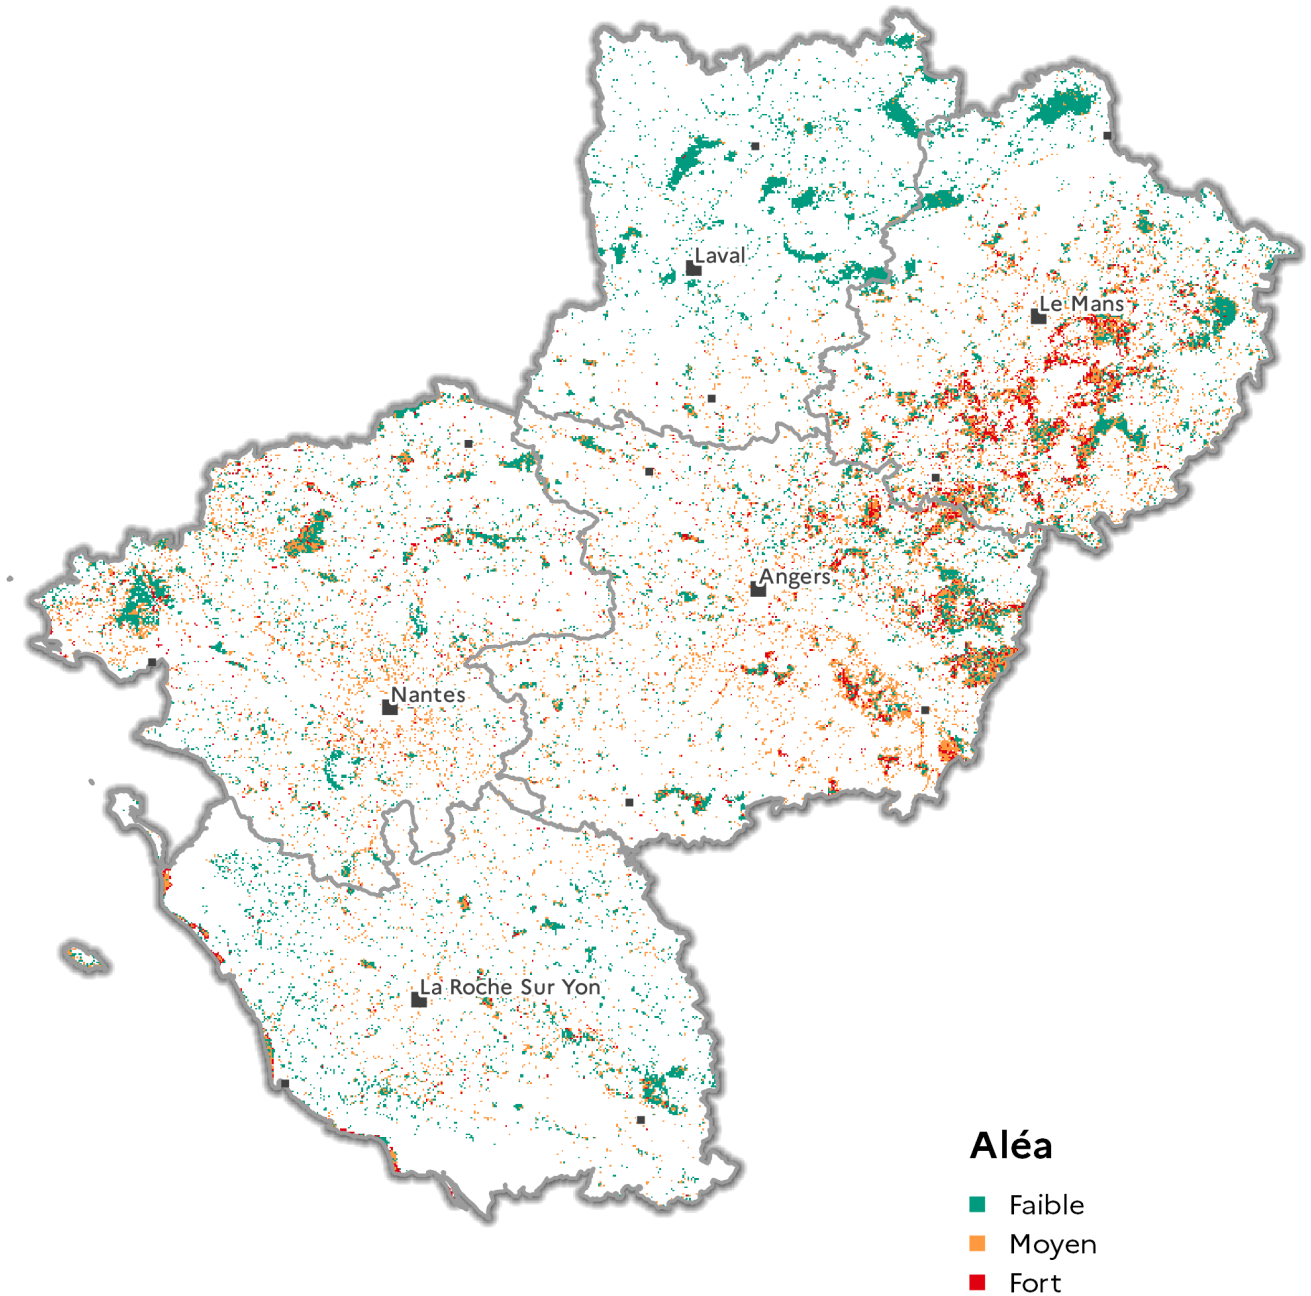 Laval
Le Mans
Angers
Nantes
La Roche Sur Yon
Aléa
Faible
Moyen
Fort